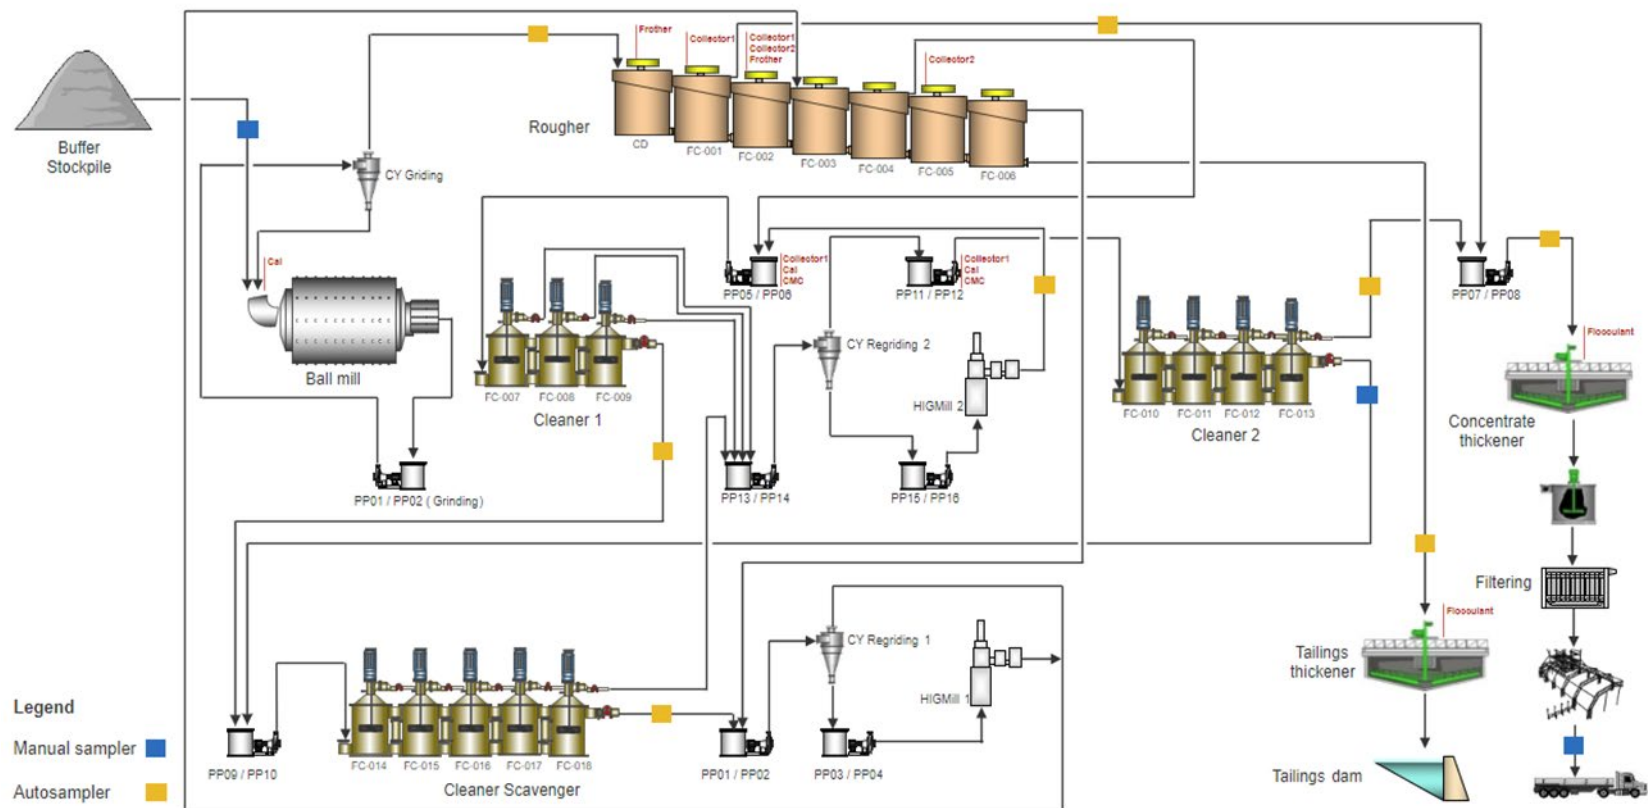 Frother
Collector1
Collector1
Collector2
Frother
Collector2
Buffer
Stockpile
Rougher
CD
FC-001
FC-002
FC-003
FC-004
FC-005
FC-006
CY Griding
Cal
Ball mill
PP01 / PP02 ( Grinding)
FC-007
FC-008
FC-009
Cleaner 1
PP05 / PP06
Collector1
Cal
CMC
PP11 / PP12
Collector1
Cal
CMC
CY Regriding 2
HIGMill 2
PP13 / PP14
PP15 / PP16
FC-010
FC-011
FC-012
FC-013
Cleaner 2
PP07 / PP08
Flooculant
Concentrate
thickener
Filtering
Flooculant
Tailings
thickener
Tailings dam
CY Regriding 1
HIGMill 1
PP09 / PP10
FC-014
FC-015
FC-016
FC-017
FC-018
Cleaner Scavenger
PP01 / PP02
PP03 / PP04
Legend
Manual sampler
Autosampler